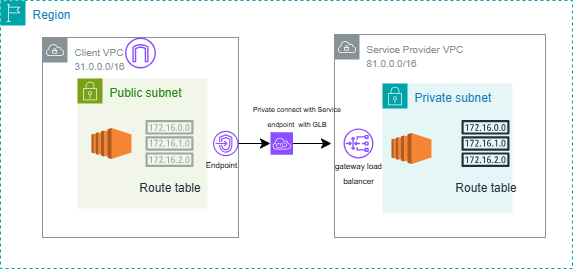 Region
Client VPC
31.0.0.0/16
Public subnet
172.16.0.0
172.16.1.0
172.16.2.0
Route table
Endpoint
Private connect with Service
endpoint with GLB
Service Provider VPC
81.0.0.0/16
Private subnet
gateway load
balancer
172.16.0.0
172.16.1.0
172.16.2.0
Route table